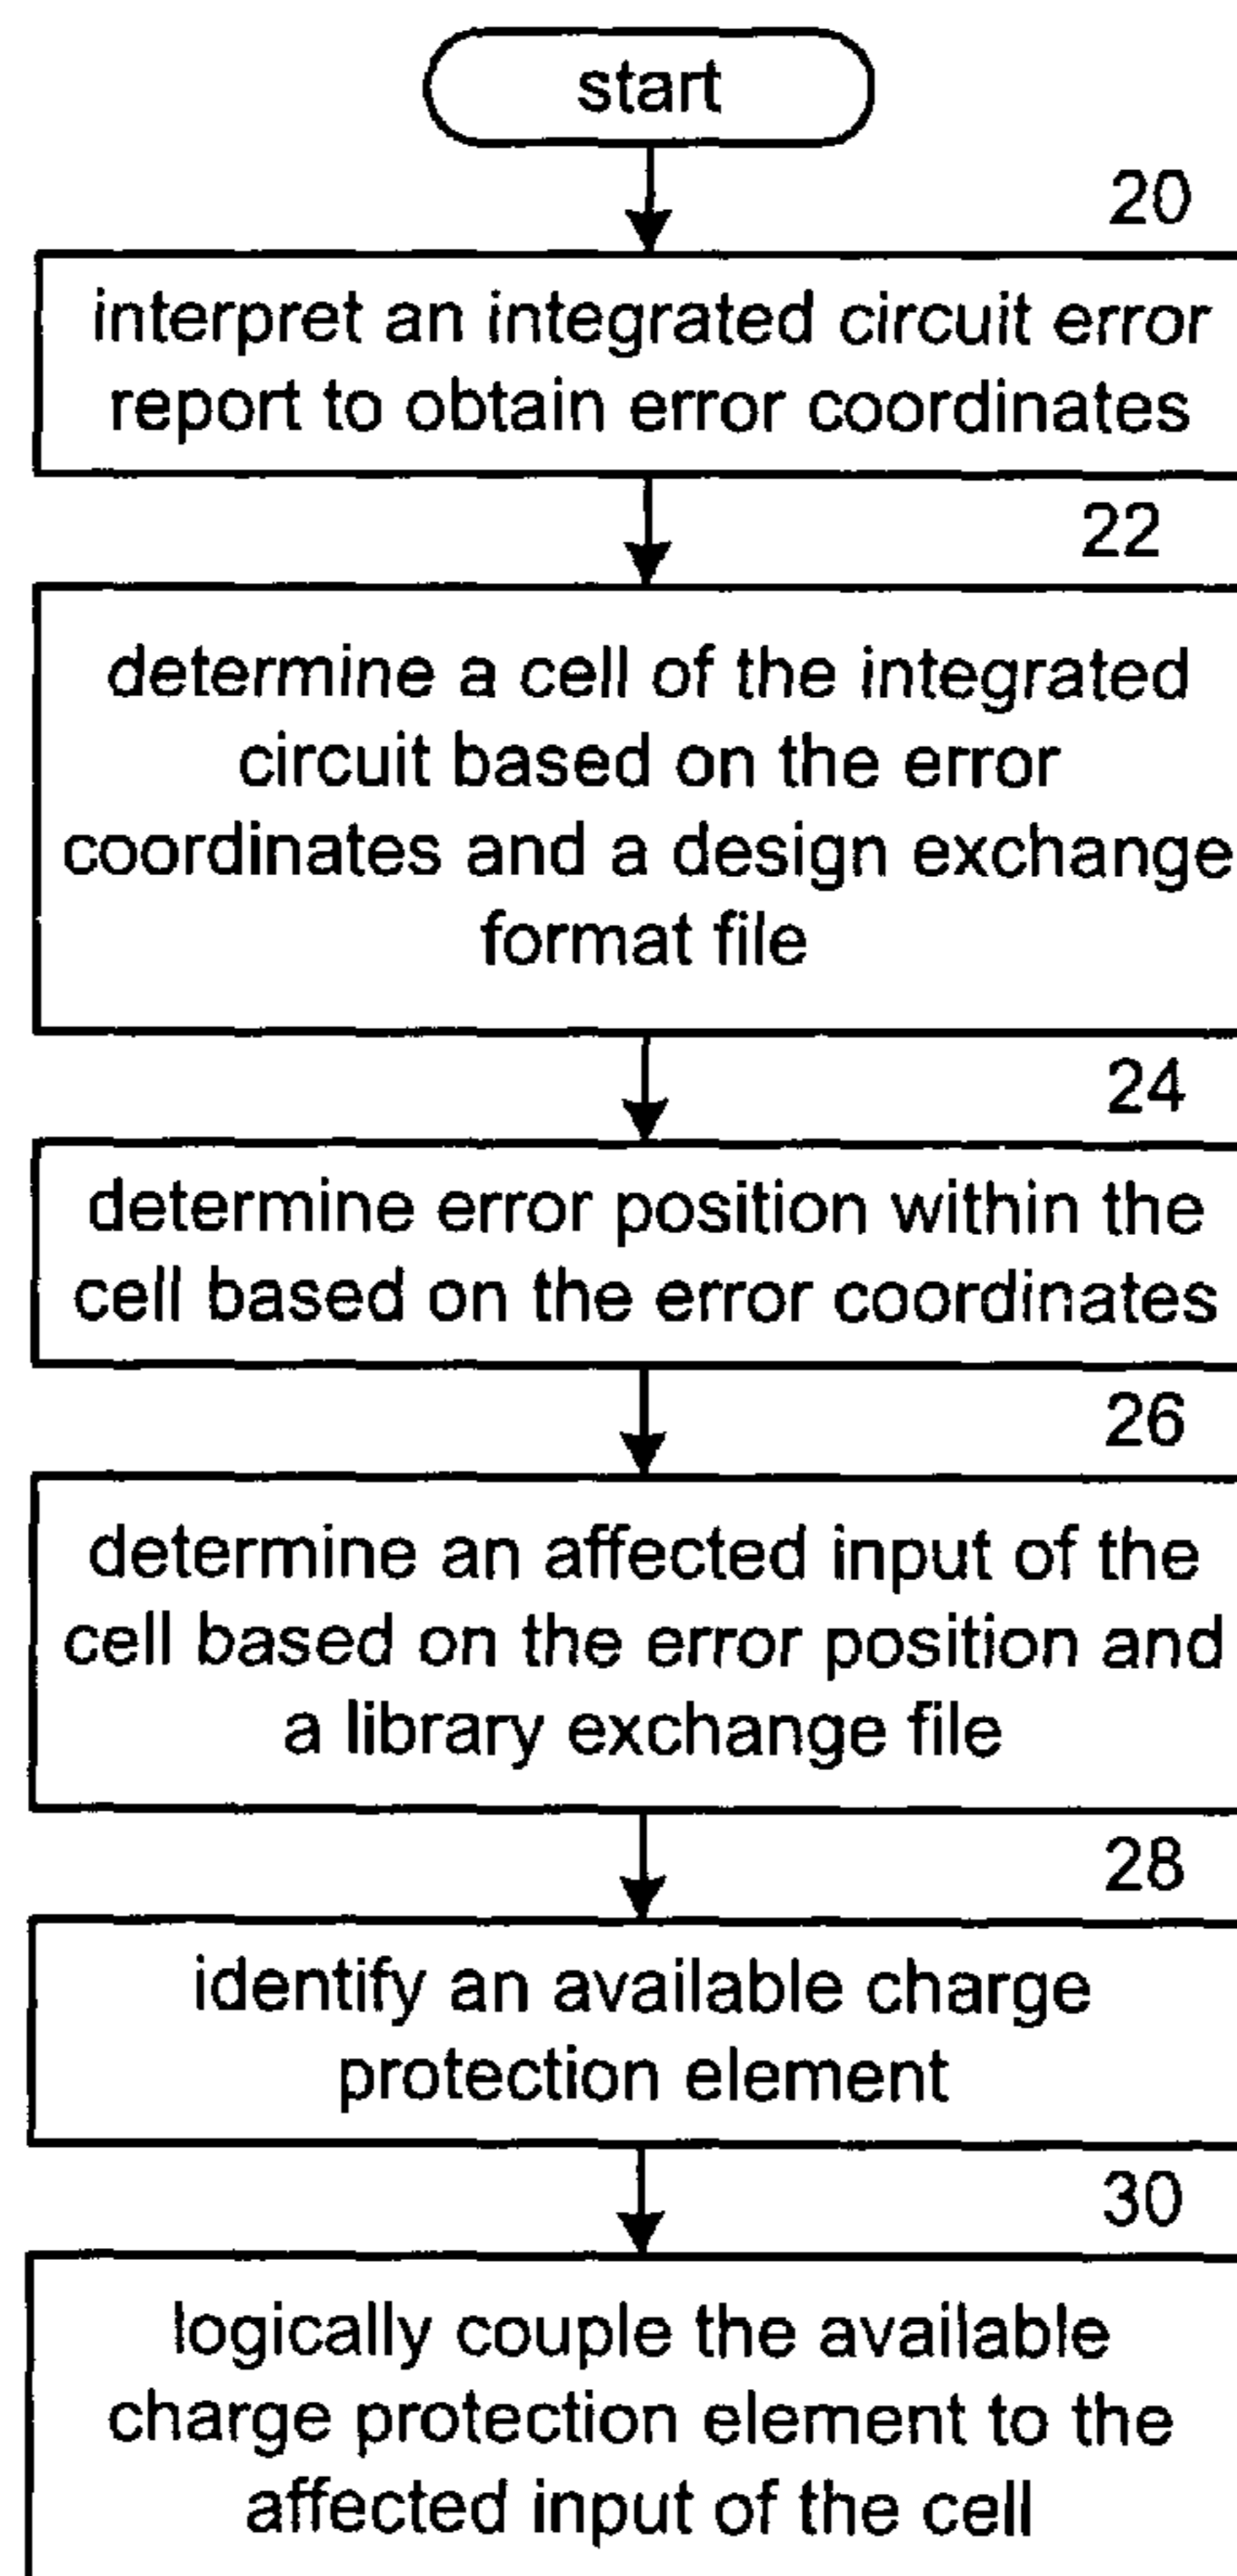 start
20
interpret an integrated circuit error
report to obtain error coordinates
22
determine a cell of the integrated
circuit based on the error
coordinates and a design exchange
format file
24
determine error position within the
cell based on the error coordinates
26
determine an affected input of the
cell based on the error position and
a library exchange file
28
identify an available charge
protection element
30
logically couple the available
charge protection element to the
affected input of the cell